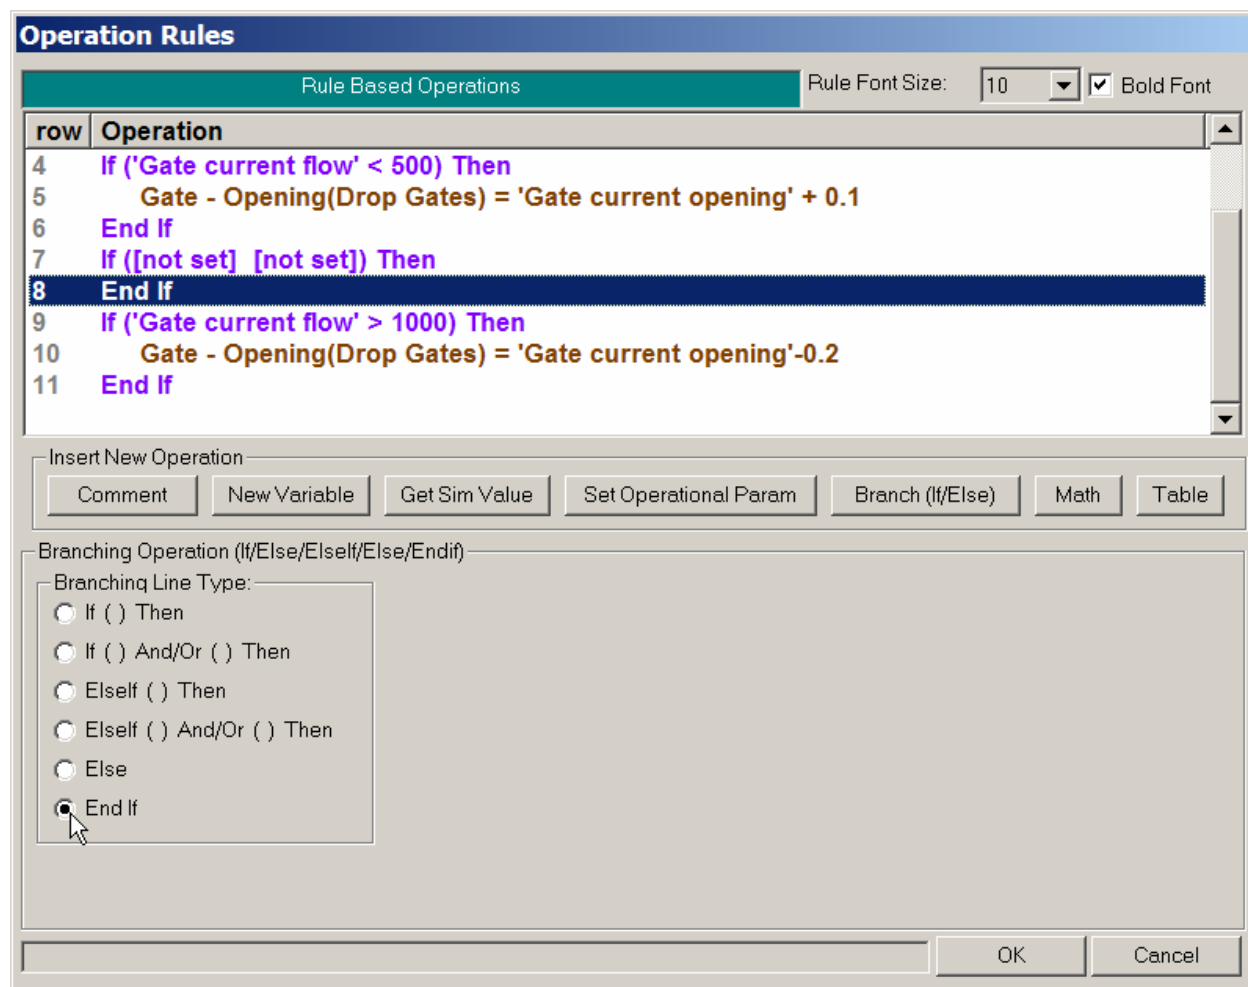 Operation Rules
Rule Based Operations Rule Font Size: 10 Bold Font
row Operation
4 If ('Gate current flow' < 500) Then
5 Gate - Opening(Drop Gates) = 'Gate current opening' + 0.1
6 End If
7 If ([not set]  [not set]) Then
8 End If
9 If ('Gate current flow' > 1000) Then
10 Gate - Opening(Drop Gates) = 'Gate current opening'-0.2
11 End If
Insert New Operation
Comment New Variable Get Sim Value Set Operational Param Branch (If/Else) Math Table
Branching Operation (If/Else/ElseIf/Else/Endif)
Branching Line Type:
If ( ) Then
If ( ) And/Or ( ) Then
ElseIf ( ) Then
ElseIf ( ) And/Or ( ) Then
Else
End If
OK Cancel